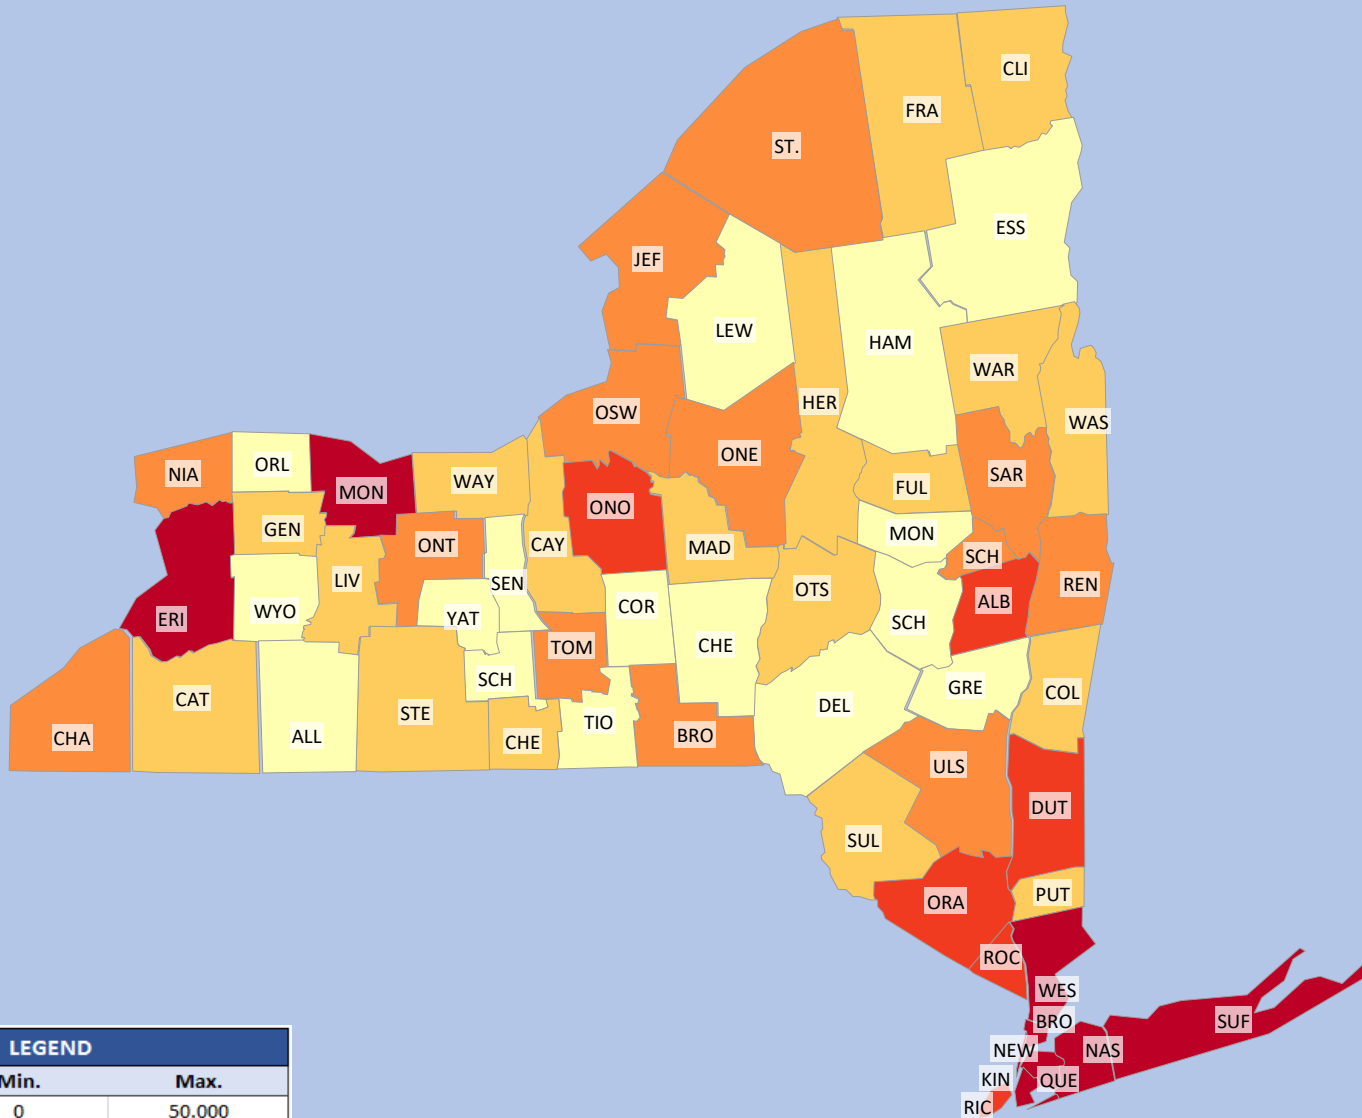 CLI
FRA
ST.
ESS
JEF
LEW
HAM
WAR
HER
OSW
WAS
ONE
ORL
NIA
SAR
WAY
FUL
MON
ONO
GEN
MON
ONT
CAY
MAD
SCH
LIV
SEN
REN
OTS
ALB
WYO
COR
ERI
YAT
SCH
TOM
CHE
SCH
GRE
COL
CAT
DEL
STE
TIO
ALL
BRO
CHA
CHE
ULS
DUT
SUL
PUT
ORA
ROC
WES
BRO
SUF
NEW
NAS
KIN
QUE
RIC
LEGEND
Min. Max.
0 50,000